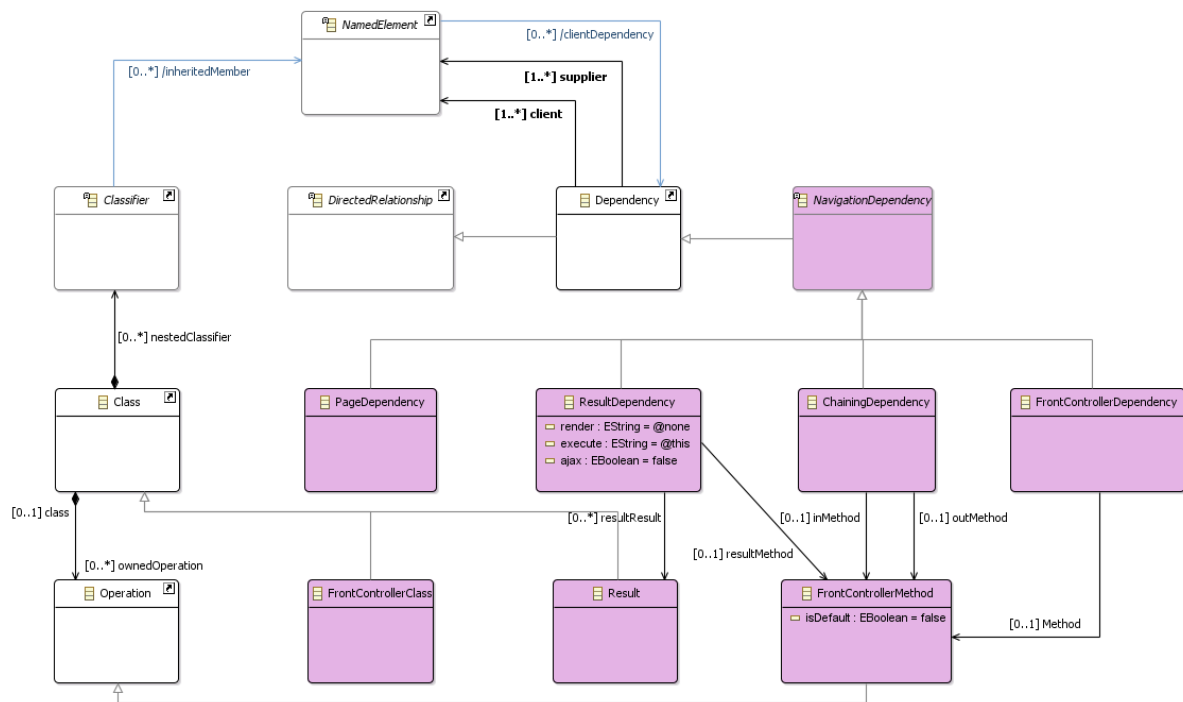 NamedElement
[0..*] /clientDependency
[0..*] /inheritedMember
[1..*] supplier
[1..*] client
Classifier
DirectedRelationship
Dependency
NavigationDependency
[0..*] nestedClassifier
Class
PageDependency
ResultDependency
render : EString = @none
execute : EString = @this
ajax : EBoolean = false
ChainingDependency
FrontControllerDependency
[0..1] class
[0..*] resultResult
[0..1] inMethod
[0..1] outMethod
[0..1] resultMethod
[0..*] ownedOperation
Operation
FrontControllerClass
Result
FrontControllerMethod
isDefault : EBoolean = false
[0..1] Method